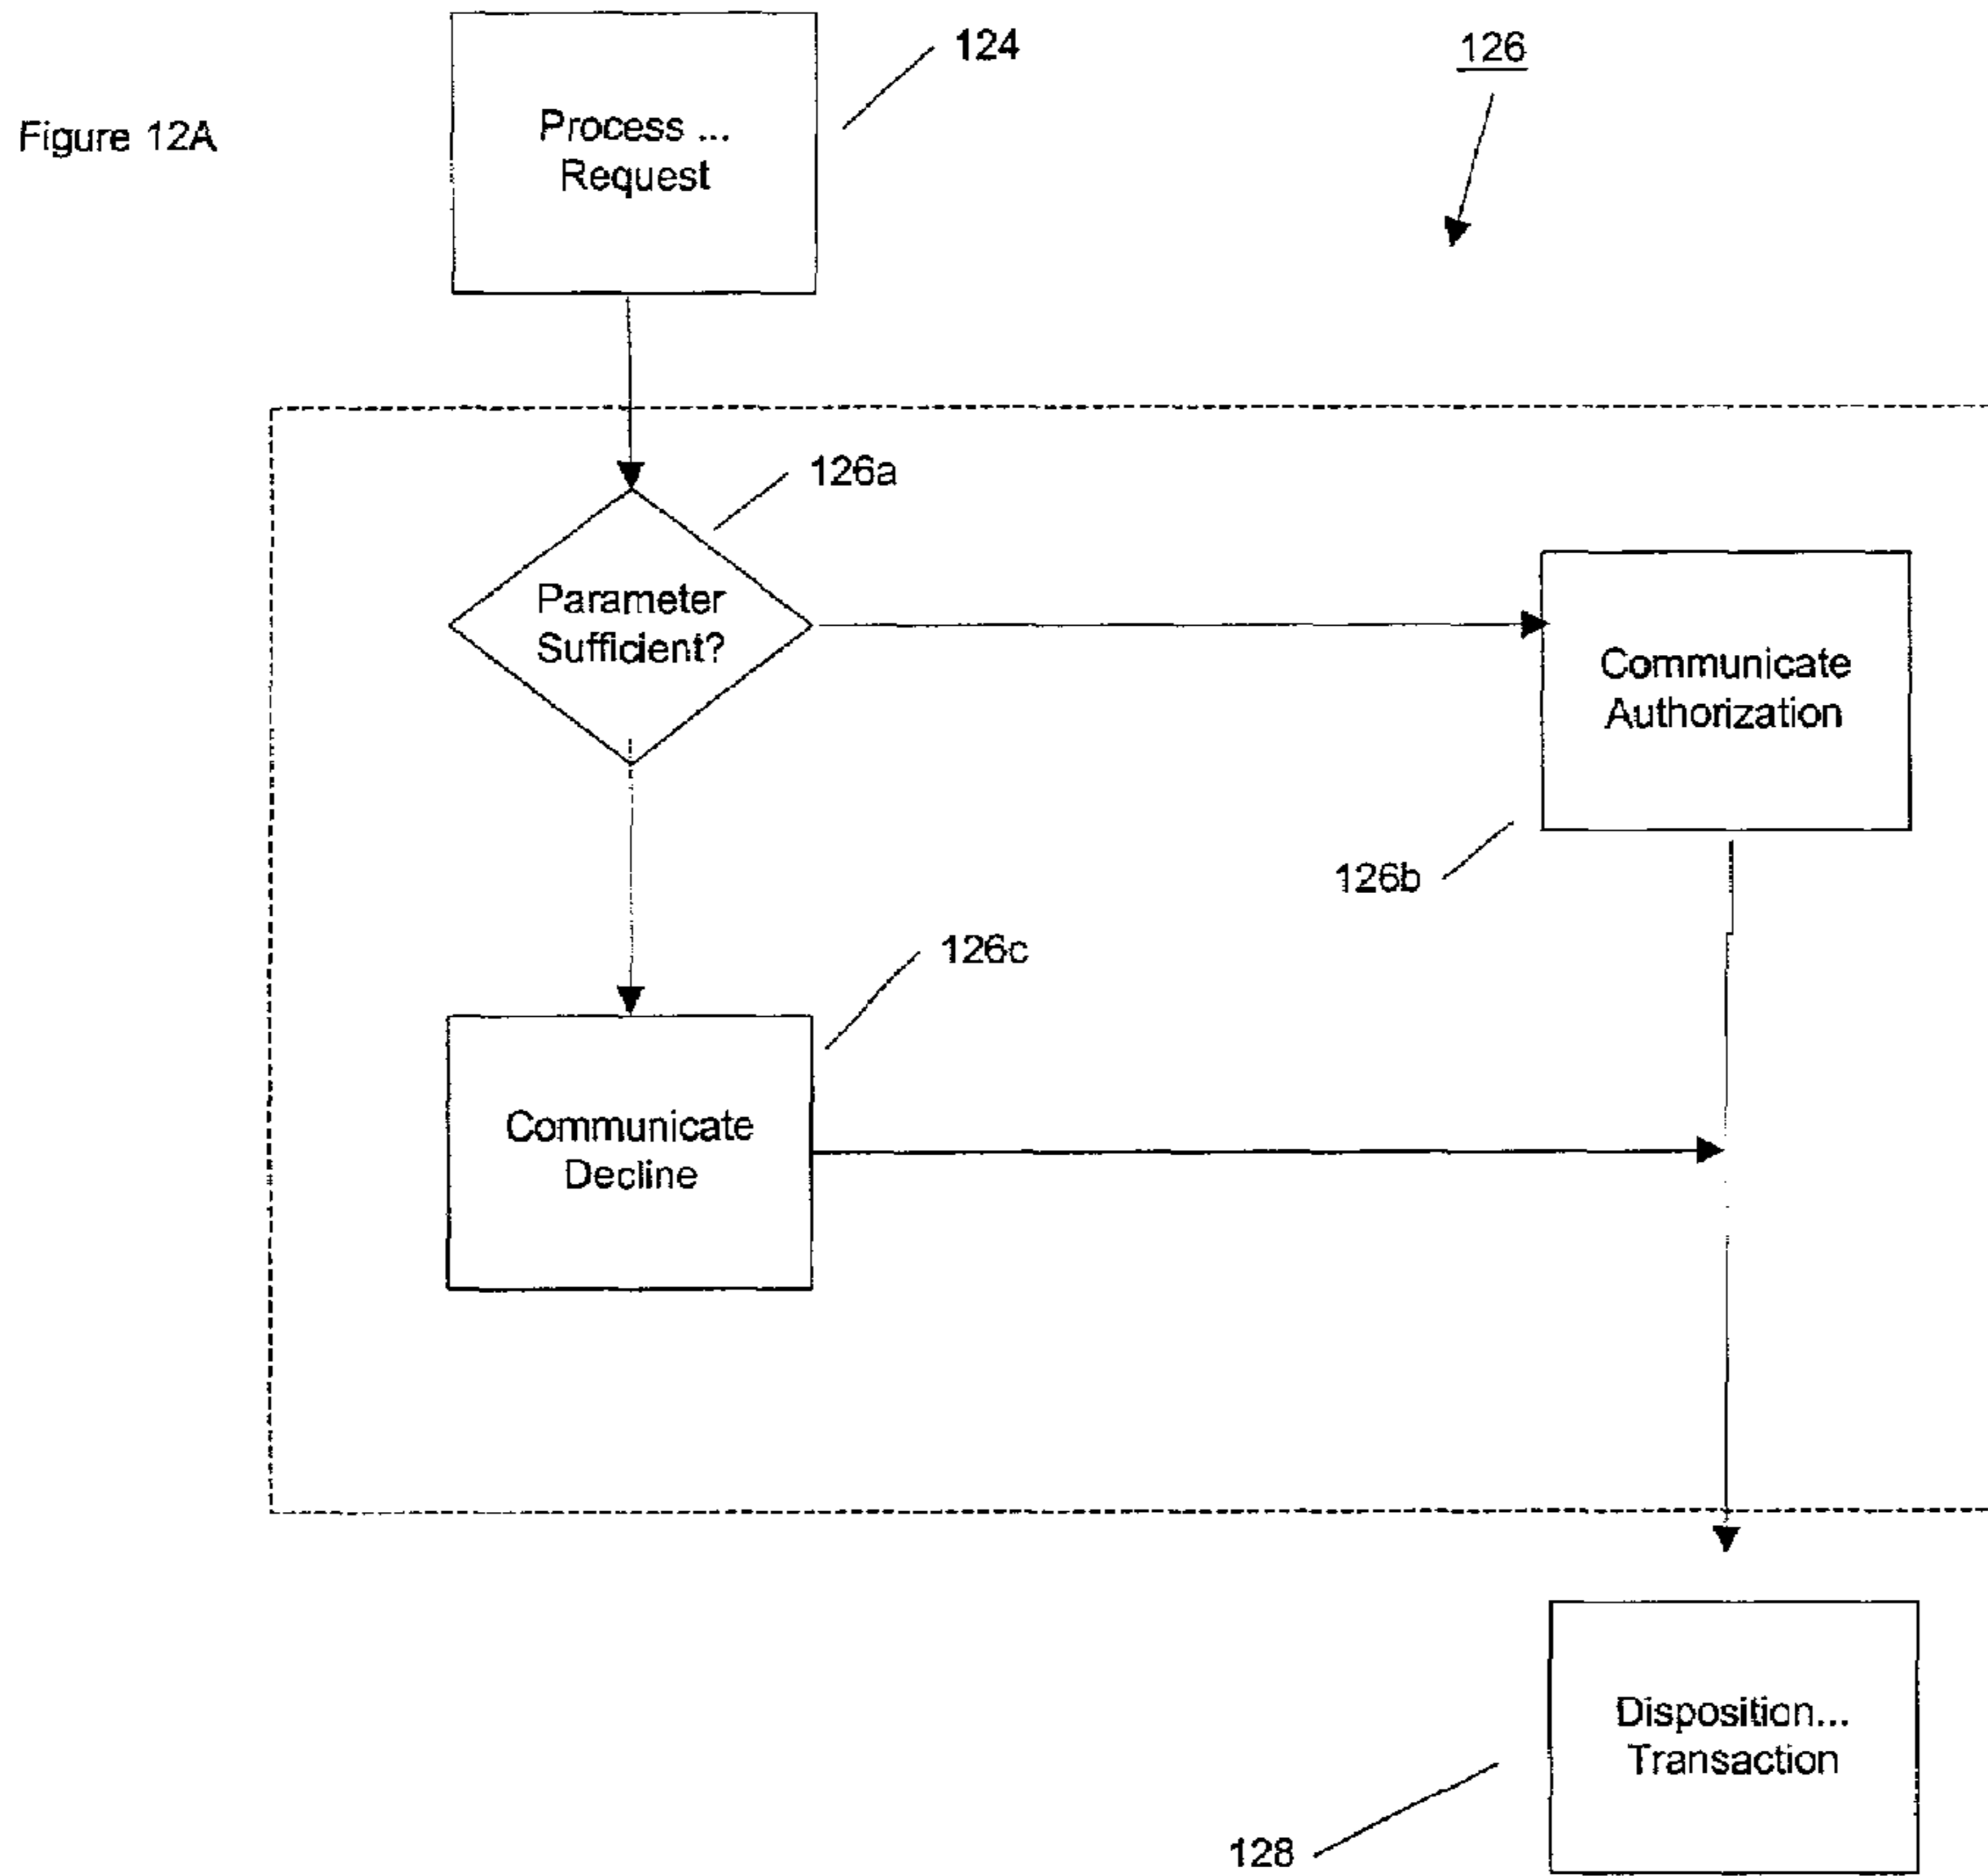 124
126
Figure 12A
Process ...
Request
126a
Parameter
Sufficient?
Communicate
Authorization
126b
126c
Communicate
Decline
Disposition...
Transaction
128